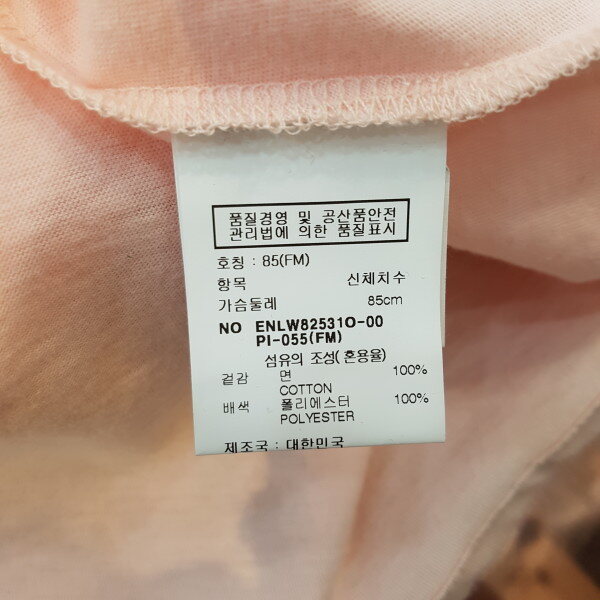 품질경영 및 공산품안전
관리법에 의한 품질표시
호칭 : 85(FM)
항목 신체치수
가슴둘레 85cm
NO ENLW82531O-00
PI-055(FM)
섬유의 조성( 혼용율)
겉감 면 100%
COTTON
배색 폴리에스터 100%
POLYESTER
제조국 : 대한민국